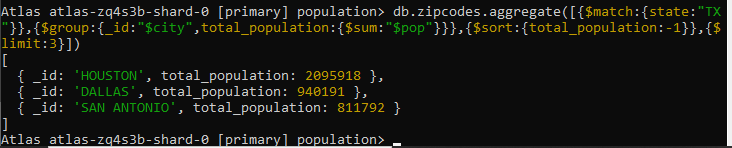 Atlas atlas-zq4s3b-shard-0 [primary] population> db.zipcodes.aggregate([{$match:{state:"TX
"}},{$group:{_id:"$city",total_population:{$sum:"$pop"}}},{$sort:{total_population:-1}},{$
limit:3}])
[
  { _id: 'HOUSTON', total_population: 2095918 },
  { _id: 'DALLAS', total_population: 940191 },
  { _id: 'SAN ANTONIO', total_population: 811792 }
]
Atlas atlas-zq4s3b-shard-0 [primary] population>